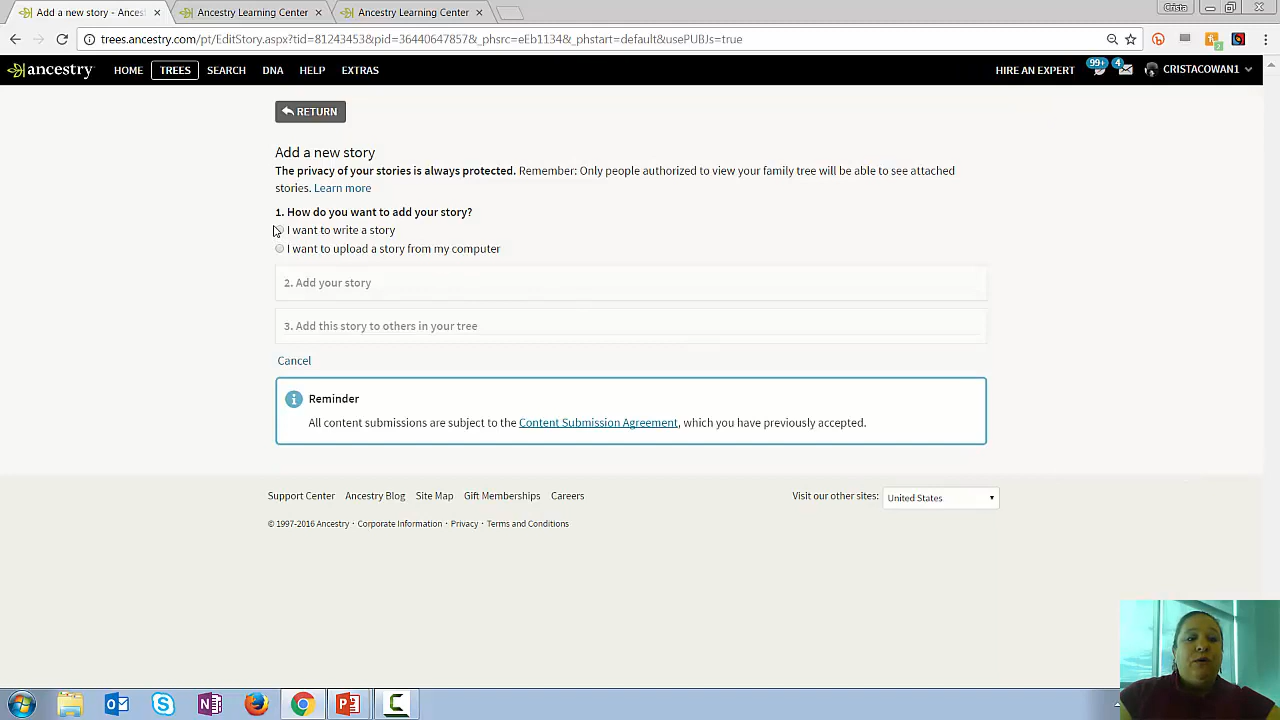 Add a new story - Ances
Ancestry Learning Center
Ancestry Learning Center
Crista
trees.ancestry.com/pt/EditStory.aspx?tid=81243453&pid=36440647857&_phsrc=eEb1134&_phstart=default&usePUBJs=true
ancestry
HOME TREES SEARCH DNA HELP EXTRAS
HIRE AN EXPERT 99+ 4 CRISTACOWAN1
RETURN
Add a new story
The privacy of your stories is always protected. Remember: Only people authorized to view your family tree will be able to see attached
stories. Learn more
1. How do you want to add your story?
I want to write a story
I want to upload a story from my computer
2. Add your story
3. Add this story to others in your tree
Cancel
Reminder
All content submissions are subject to the Content Submission Agreement, which you have previously accepted.
Support Center Ancestry Blog Site Map Gift Memberships Careers
Visit our other sites: United States
© 1997-2016 Ancestry · Corporate Information · Privacy · Terms and Conditions